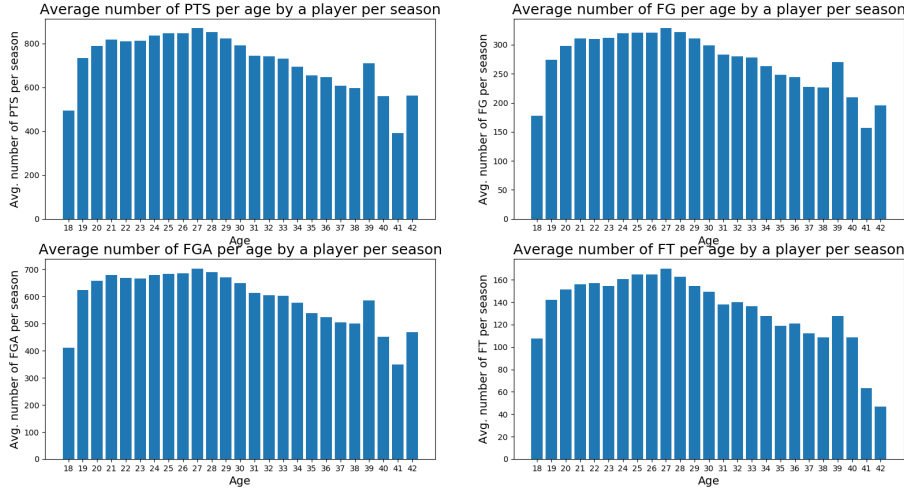 Average number of PTS per age by a player per season
Avg. number of PTS per season
800
600
400
200
0
18 19 20 21 22 23 24 25 26 27 28 29 30 31 32 33 34 35 36 37 38 39 40 41 42
Age
Average number of FG per age by a player per season
Avg. number of FG per season
300
250
200
150
100
50
0
18 19 20 21 22 23 24 25 26 27 28 29 30 31 32 33 34 35 36 37 38 39 40 41 42
Age
Average number of FGA per age by a player per season
Avg. number of FGA per season
700
600
500
400
300
200
100
0
18 19 20 21 22 23 24 25 26 27 28 29 30 31 32 33 34 35 36 37 38 39 40 41 42
Age
Average number of FT per age by a player per season
Avg. number of FT per season
160
140
120
100
80
60
40
20
0
18 19 20 21 22 23 24 25 26 27 28 29 30 31 32 33 34 35 36 37 38 39 40 41 42
Age